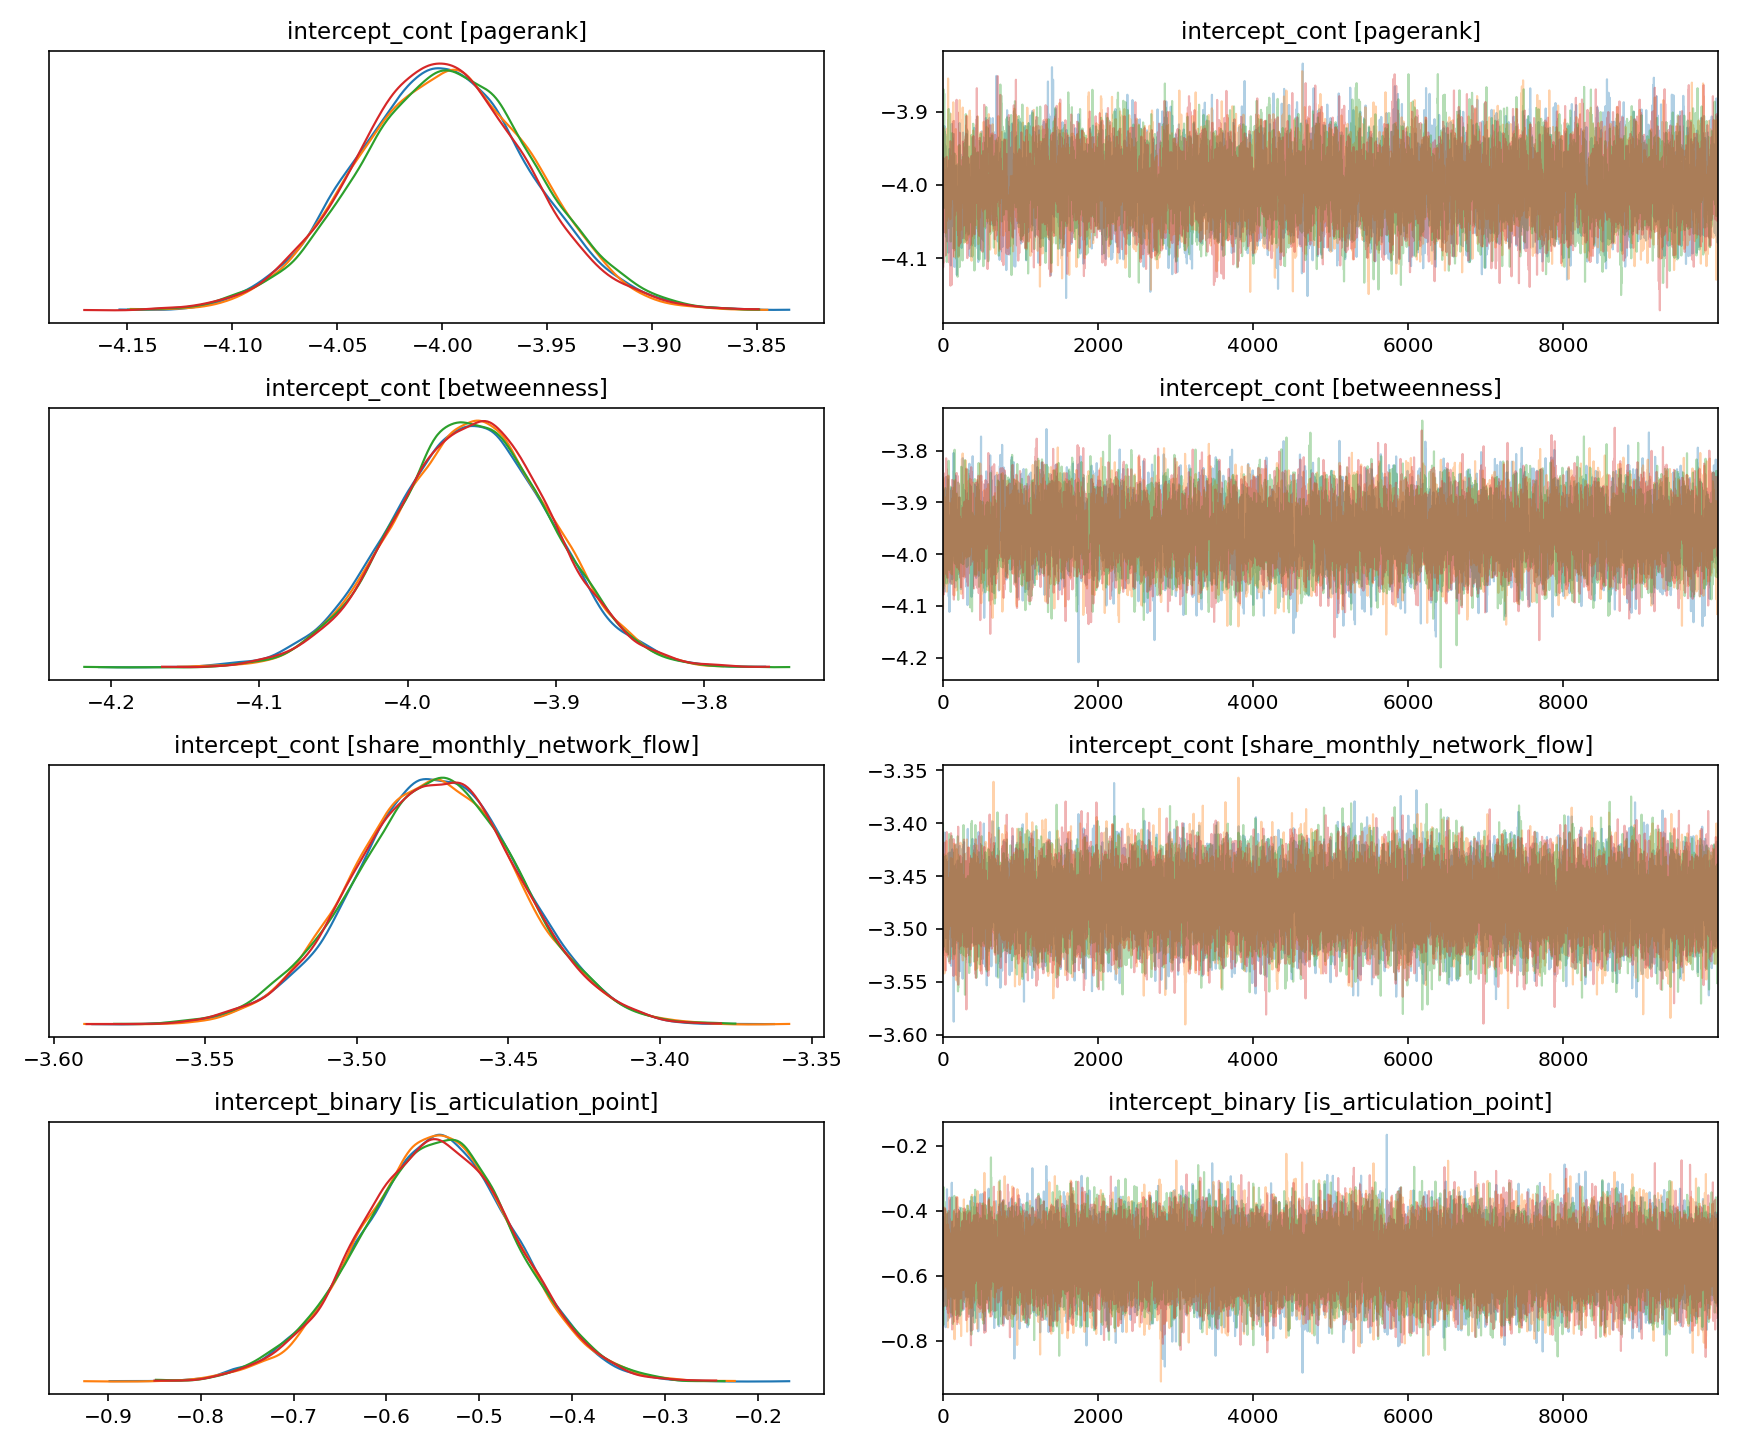 intercept_cont [pagerank]
−4.15 −4.10 −4.05 −4.00 −3.95 −3.90 −3.85
intercept_cont [pagerank]
−3.9
−4.0
−4.1
0 2000 4000 6000 8000
intercept_cont [betweenness]
−4.2 −4.1 −4.0 −3.9 −3.8
intercept_cont [betweenness]
−3.8
−3.9
−4.0
−4.1
−4.2
0 2000 4000 6000 8000
intercept_cont [share_monthly_network_flow]
−3.60 −3.55 −3.50 −3.45 −3.40 −3.35
intercept_cont [share_monthly_network_flow]
−3.35
−3.40
−3.45
−3.50
−3.55
−3.60
0 2000 4000 6000 8000
intercept_binary [is_articulation_point]
−0.9 −0.8 −0.7 −0.6 −0.5 −0.4 −0.3 −0.2
intercept_binary [is_articulation_point]
−0.2
−0.4
−0.6
−0.8
0 2000 4000 6000 8000